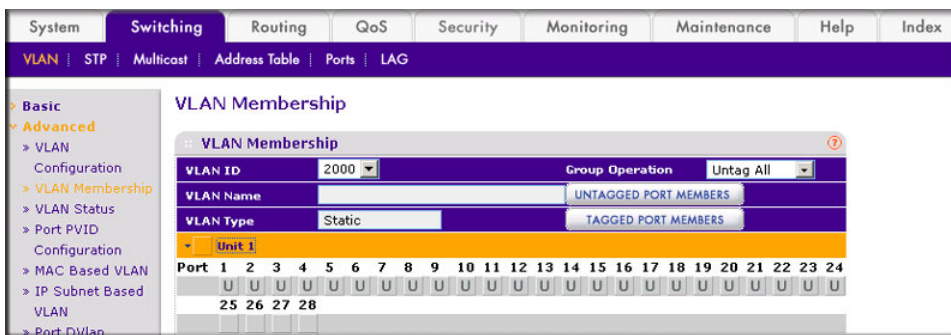 System Switching Routing QoS Security Monitoring Maintenance Help Index
VLAN STP Multicast Address Table Ports LAG
Basic
Advanced
» VLAN
Configuration
» VLAN Membership
» VLAN Status
» Port PVID
Configuration
» MAC Based VLAN
» IP Subnet Based
VLAN
» Port DVlan
VLAN Membership
VLAN Membership
VLAN ID 2000 Group Operation Untag All
VLAN Name UNTAGGED PORT MEMBERS
VLAN Type Static TAGGED PORT MEMBERS
Unit 1
Port 1 2 3 4 5 6 7 8 9 10 11 12 13 14 15 16 17 18 19 20 21 22 23 24
U U U U U U U U U U U U U U U U U U U U U U U U
25 26 27 28